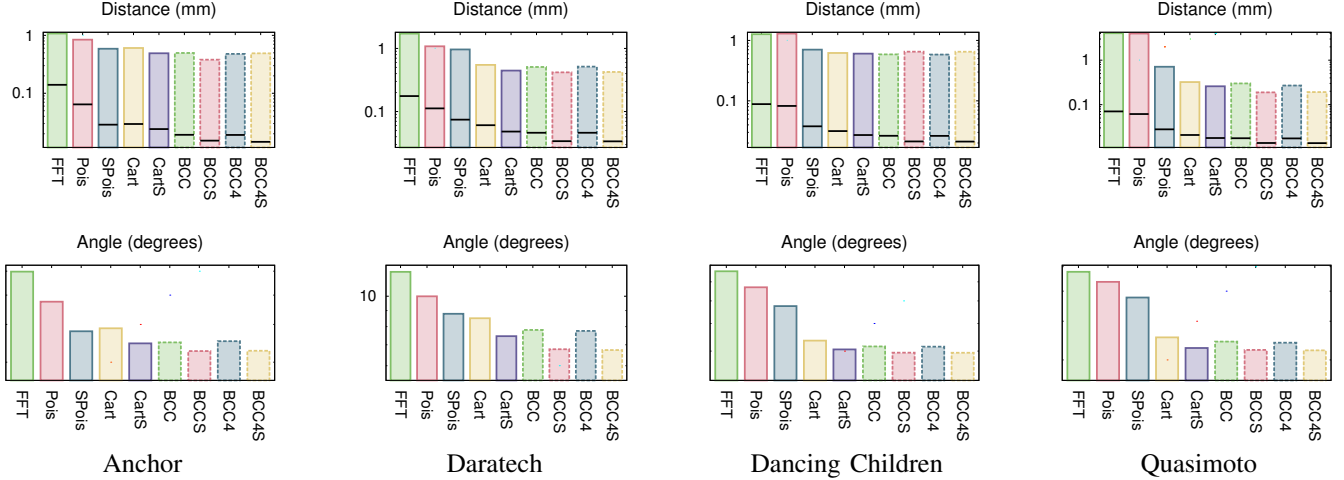 Distance (mm)
1
0.1
FFT
Pois
SPois
Cart
CartS
BCC
BCCS
BCC4
BCC4S
Distance (mm)
1
0.1
FFT
Pois
SPois
Cart
CartS
BCC
BCCS
BCC4
BCC4S
Distance (mm)
1
0.1
FFT
Pois
SPois
Cart
CartS
BCC
BCCS
BCC4
BCC4S
Distance (mm)
1
0.1
FFT
Pois
SPois
Cart
CartS
BCC
BCCS
BCC4
BCC4S
Angle (degrees)
FFT
Pois
SPois
Cart
CartS
BCC
BCCS
BCC4
BCC4S
Angle (degrees)
10
FFT
Pois
SPois
Cart
CartS
BCC
BCCS
BCC4
BCC4S
Angle (degrees)
FFT
Pois
SPois
Cart
CartS
BCC
BCCS
BCC4
BCC4S
Angle (degrees)
FFT
Pois
SPois
Cart
CartS
BCC
BCCS
BCC4
BCC4S
Anchor
Daratech
Dancing Children
Quasimoto